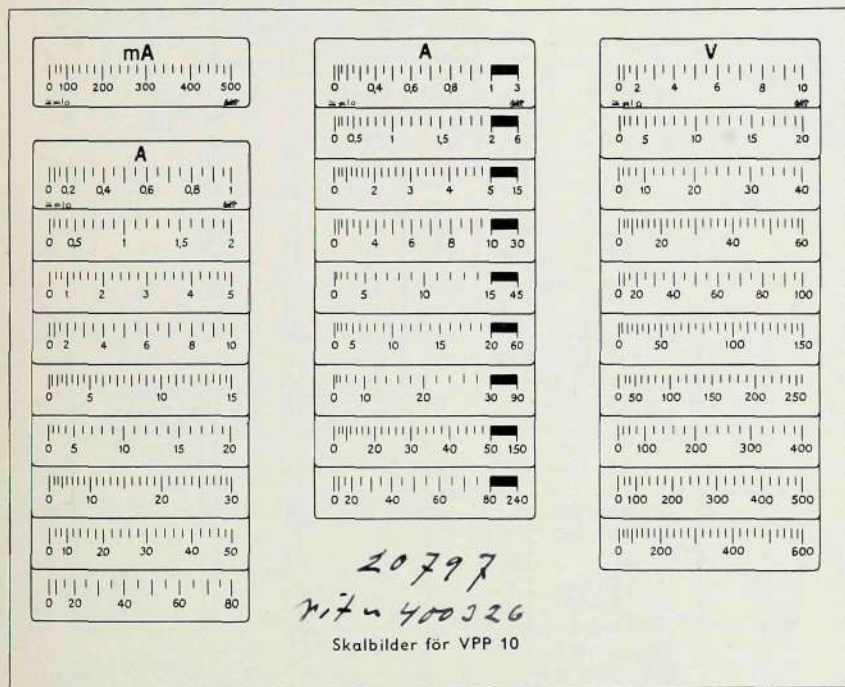 mA
0 100 200 300 400 500
A
0 0,2 0,4 0,6 0,8 1
0 0,5 1 1,5 2
0 1 2 3 4 5
0 2 4 6 8 10
0 5 10 15
0 5 10 15 20
0 10 20 30
0 10 20 30 40 50
0 20 40 60 80
A
0 0,4 0,6 0,8 1 3
0 0,5 1 1,5 2 6
0 2 3 4 5 15
0 4 6 8 10 30
0 5 10 15 45
0 5 10 15 20 60
0 10 20 30 90
0 20 30 40 50 150
0 20 40 60 80 240
V
0 2 4 6 8 10
0 5 10 15 20
0 10 20 30 40
0 20 40 60
0 20 40 60 80 100
0 50 100 150
0 50 100 150 200 250
0 100 200 300 400
0 100 200 300 400 500
0 200 400 600
20797
rit n 400326
Skalbilder för VPP 10